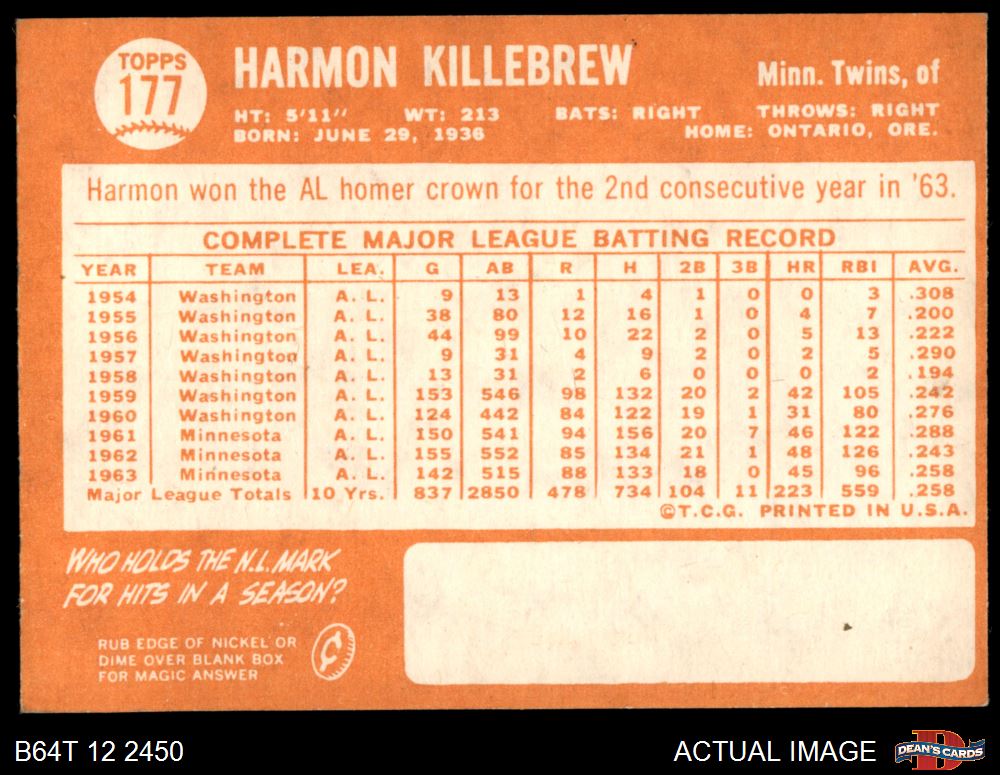 TOPPS
177
HARMON KILLEBREW
Minn. Twins, of
HT: 5'11" WT: 213 BATS: RIGHT THROWS: RIGHT
BORN: JUNE 29, 1936 HOME: ONTARIO, ORE.
Harmon won the AL homer crown for the 2nd consecutive year in '63.
COMPLETE MAJOR LEAGUE BATTING RECORD
YEAR TEAM LEA. G AB R H 2B 3B HR RBI AVG.
1954 Washington A. L. 9 13 1 4 1 0 0 3 .308
1955 Washington A. L. 38 80 12 16 1 0 4 7 .200
1956 Washington A. L. 44 99 10 22 2 0 5 13 .222
1957 Washington A. L. 9 31 4 9 2 0 2 5 .290
1958 Washington A. L. 13 31 2 6 0 0 0 2 .194
1959 Washington A. L. 153 546 98 132 20 2 42 105 .242
1960 Washington A. L. 124 442 84 122 19 1 31 80 .276
1961 Minnesota A. L. 150 541 94 156 20 7 46 122 .288
1962 Minnesota A. L. 155 552 85 134 21 1 48 126 .243
1963 Minnesota A. L. 142 515 88 133 18 0 45 96 .258
Major League Totals 10 Yrs. 837 2850 478 734 104 11 223 559 .258
©T.C.G. PRINTED IN U.S.A.
WHO HOLDS THE N.L. MARK
FOR HITS IN A SEASON?
RUB EDGE OF NICKEL OR
DIME OVER BLANK BOX
FOR MAGIC ANSWER
¢
B64T 12 2450
ACTUAL IMAGE
DEAN'S CARDS